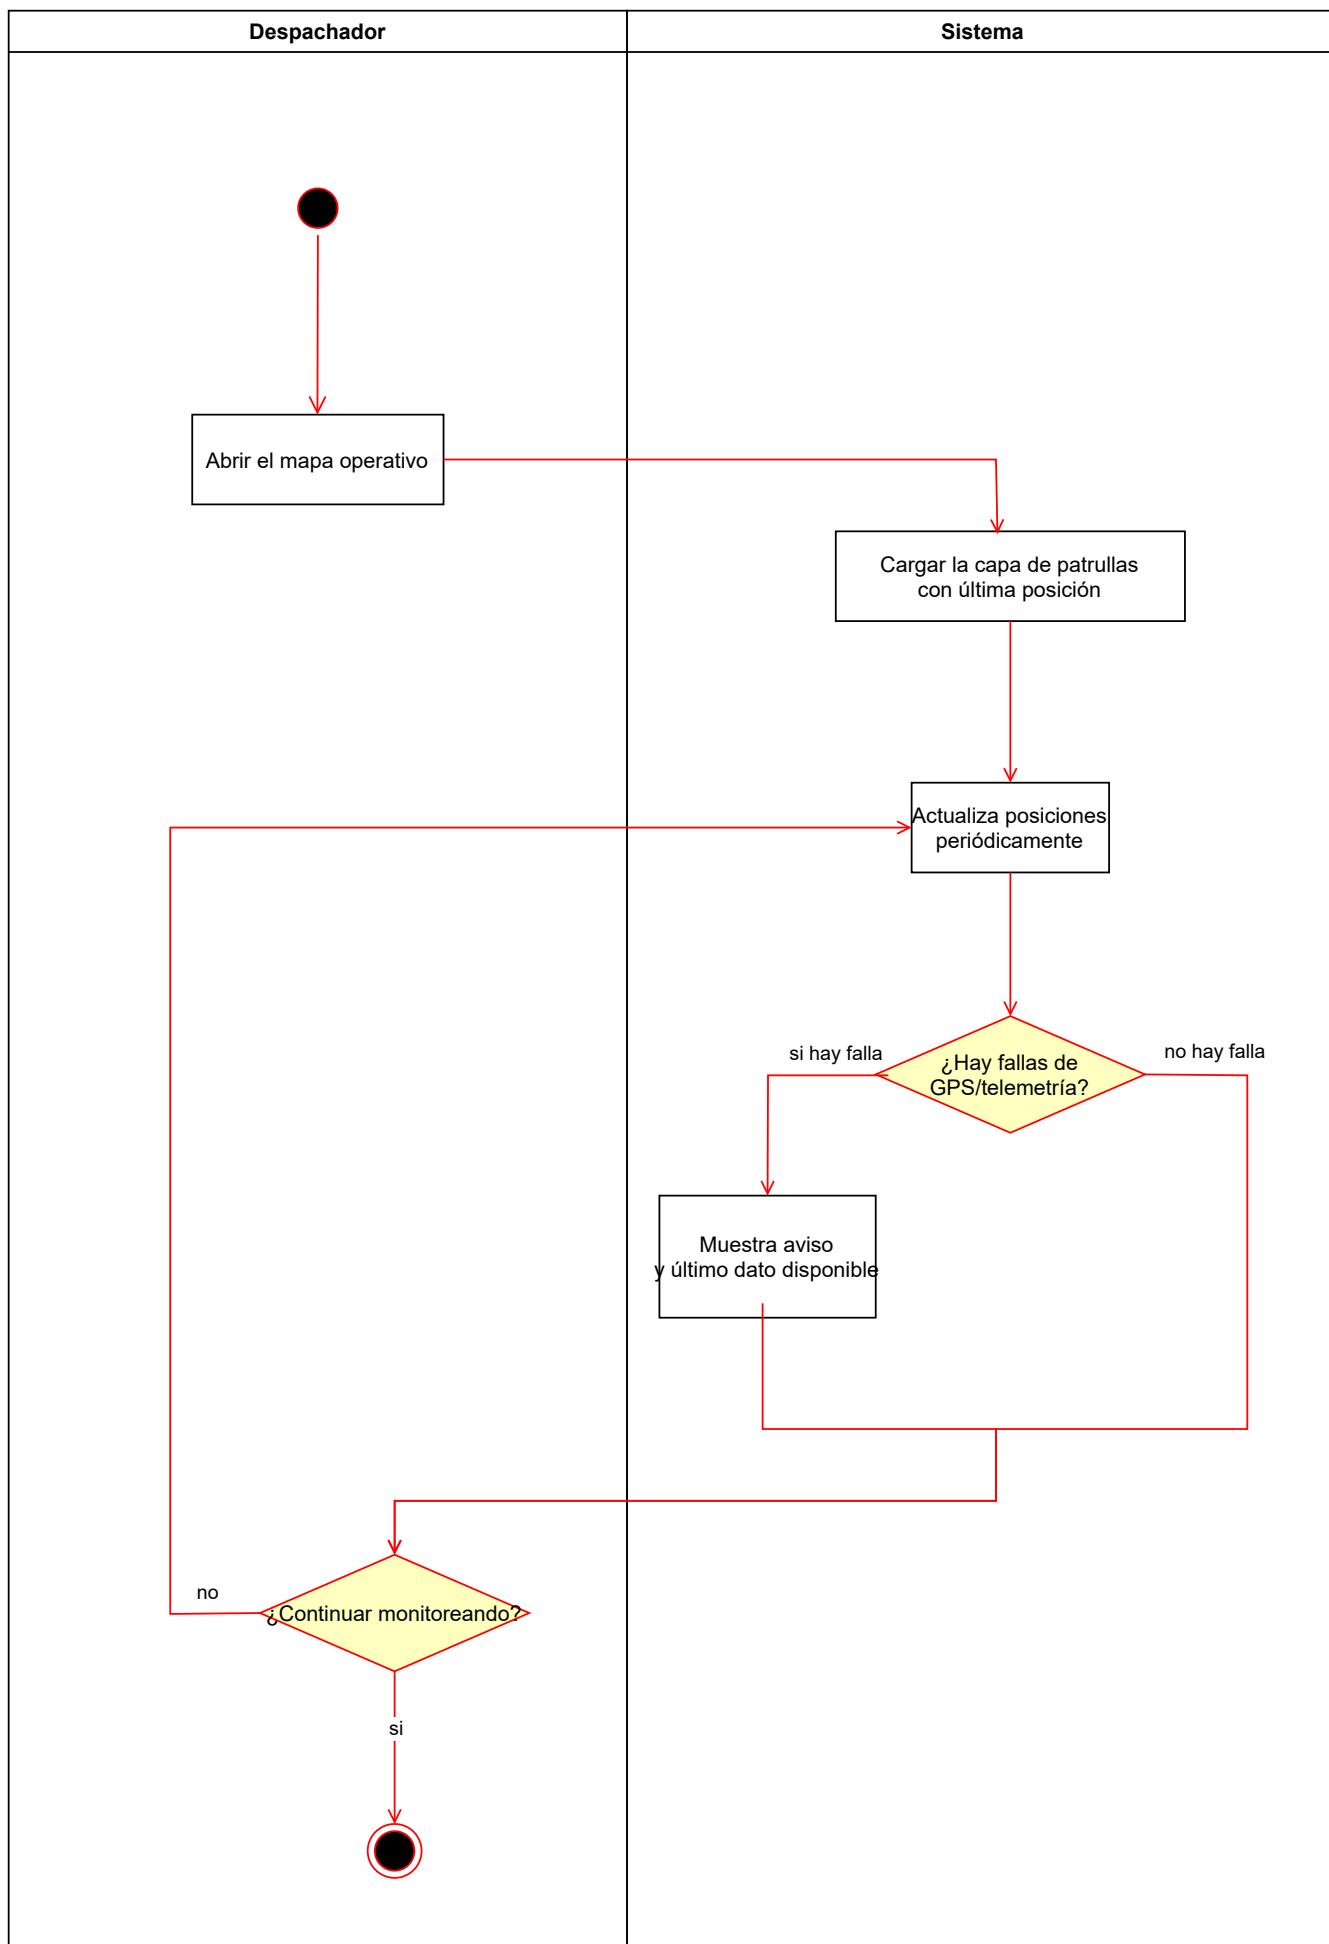 Despachador
Sistema
Abrir el mapa operativo
Cargar la capa de patrullas
con última posición
Actualiza posiciones
periódicamente
¿Hay fallas de
GPS/telemetría?
si hay falla
no hay falla
Muestra aviso
y último dato disponible
¿Continuar monitoreando?
no
si